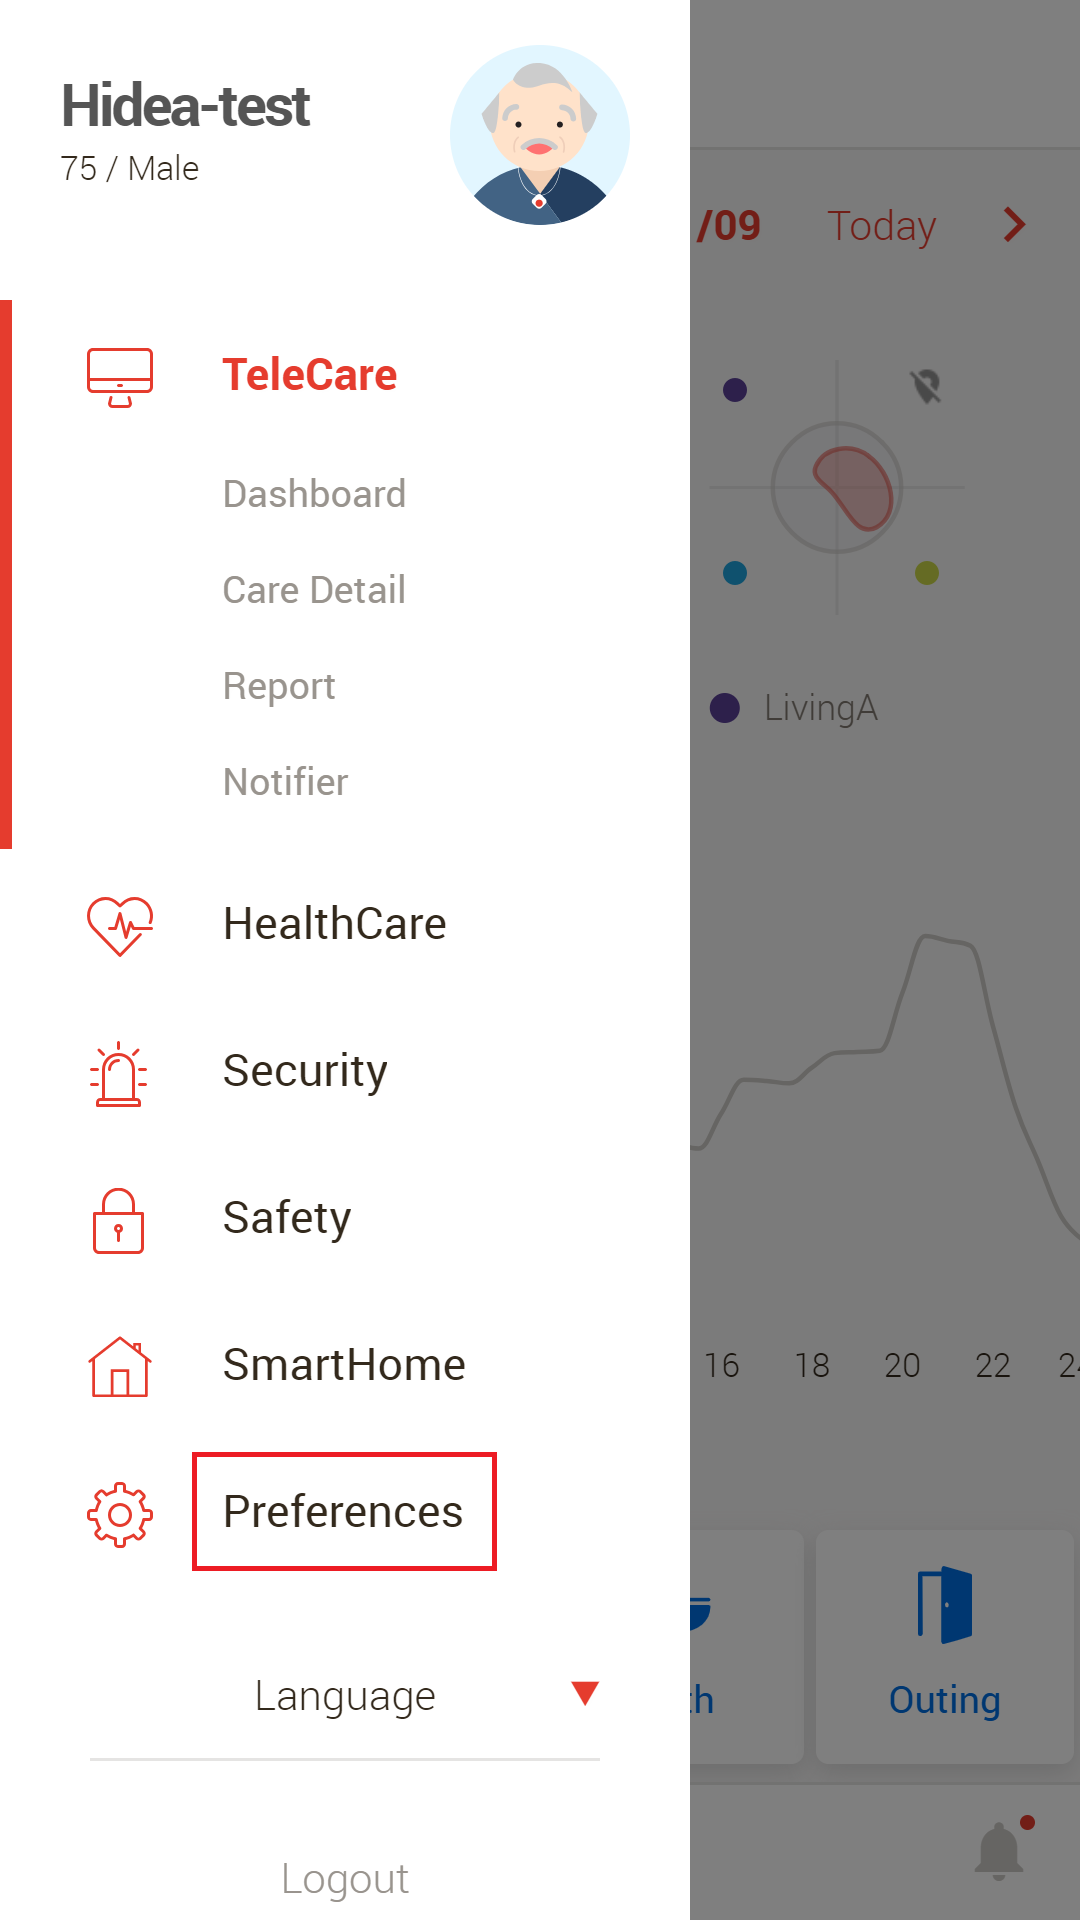 Hidea-test
75 / Male
/09 Today
TeleCare
Dashboard
Care Detail
Report
LivingA
Notifier
HealthCare
Security
Safety
SmartHome
16 18 20 22
Preferences
Language
Outing
Logout